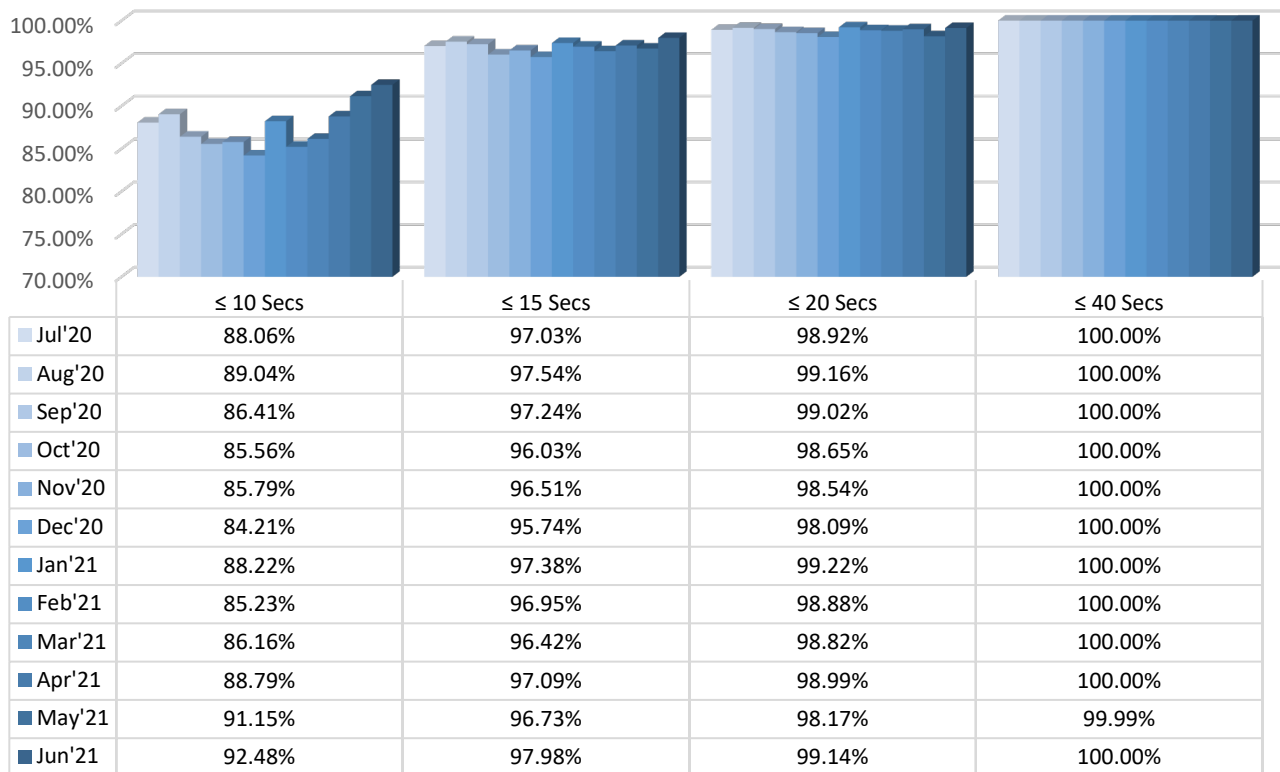 100.00%
95.00%
90.00%
85.00%
80.00%
75.00%
70.00%
≤ 10 Secs ≤ 15 Secs ≤ 20 Secs ≤ 40 Secs
Jul'20 88.06% 97.03% 98.92% 100.00%
Aug'20 89.04% 97.54% 99.16% 100.00%
Sep'20 86.41% 97.24% 99.02% 100.00%
Oct'20 85.56% 96.03% 98.65% 100.00%
Nov'20 85.79% 96.51% 98.54% 100.00%
Dec'20 84.21% 95.74% 98.09% 100.00%
Jan'21 88.22% 97.38% 99.22% 100.00%
Feb'21 85.23% 96.95% 98.88% 100.00%
Mar'21 86.16% 96.42% 98.82% 100.00%
Apr'21 88.79% 97.09% 98.99% 100.00%
May'21 91.15% 96.73% 98.17% 99.99%
Jun'21 92.48% 97.98% 99.14% 100.00%